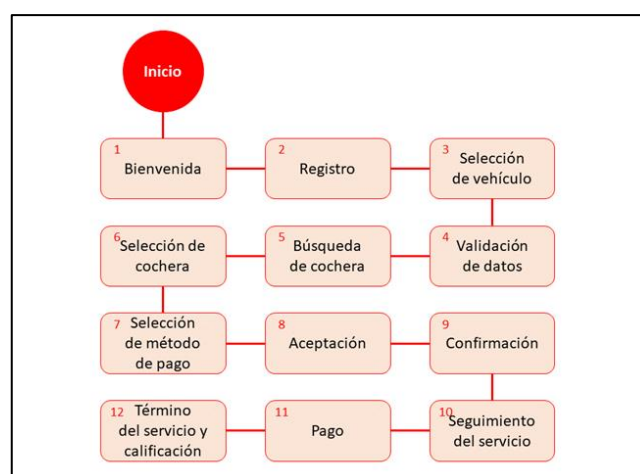 Inicio
1
Bienvenida
2
Registro
3
Selección
de vehículo
6
Selección de
cochera
5
Búsqueda
de cochera
4
Validación
de datos
7
Selección
de método
de pago
8
Aceptación
9
Confirmación
12
Término
del servicio y
calificación
11
Pago
10
Seguimiento
del servicio